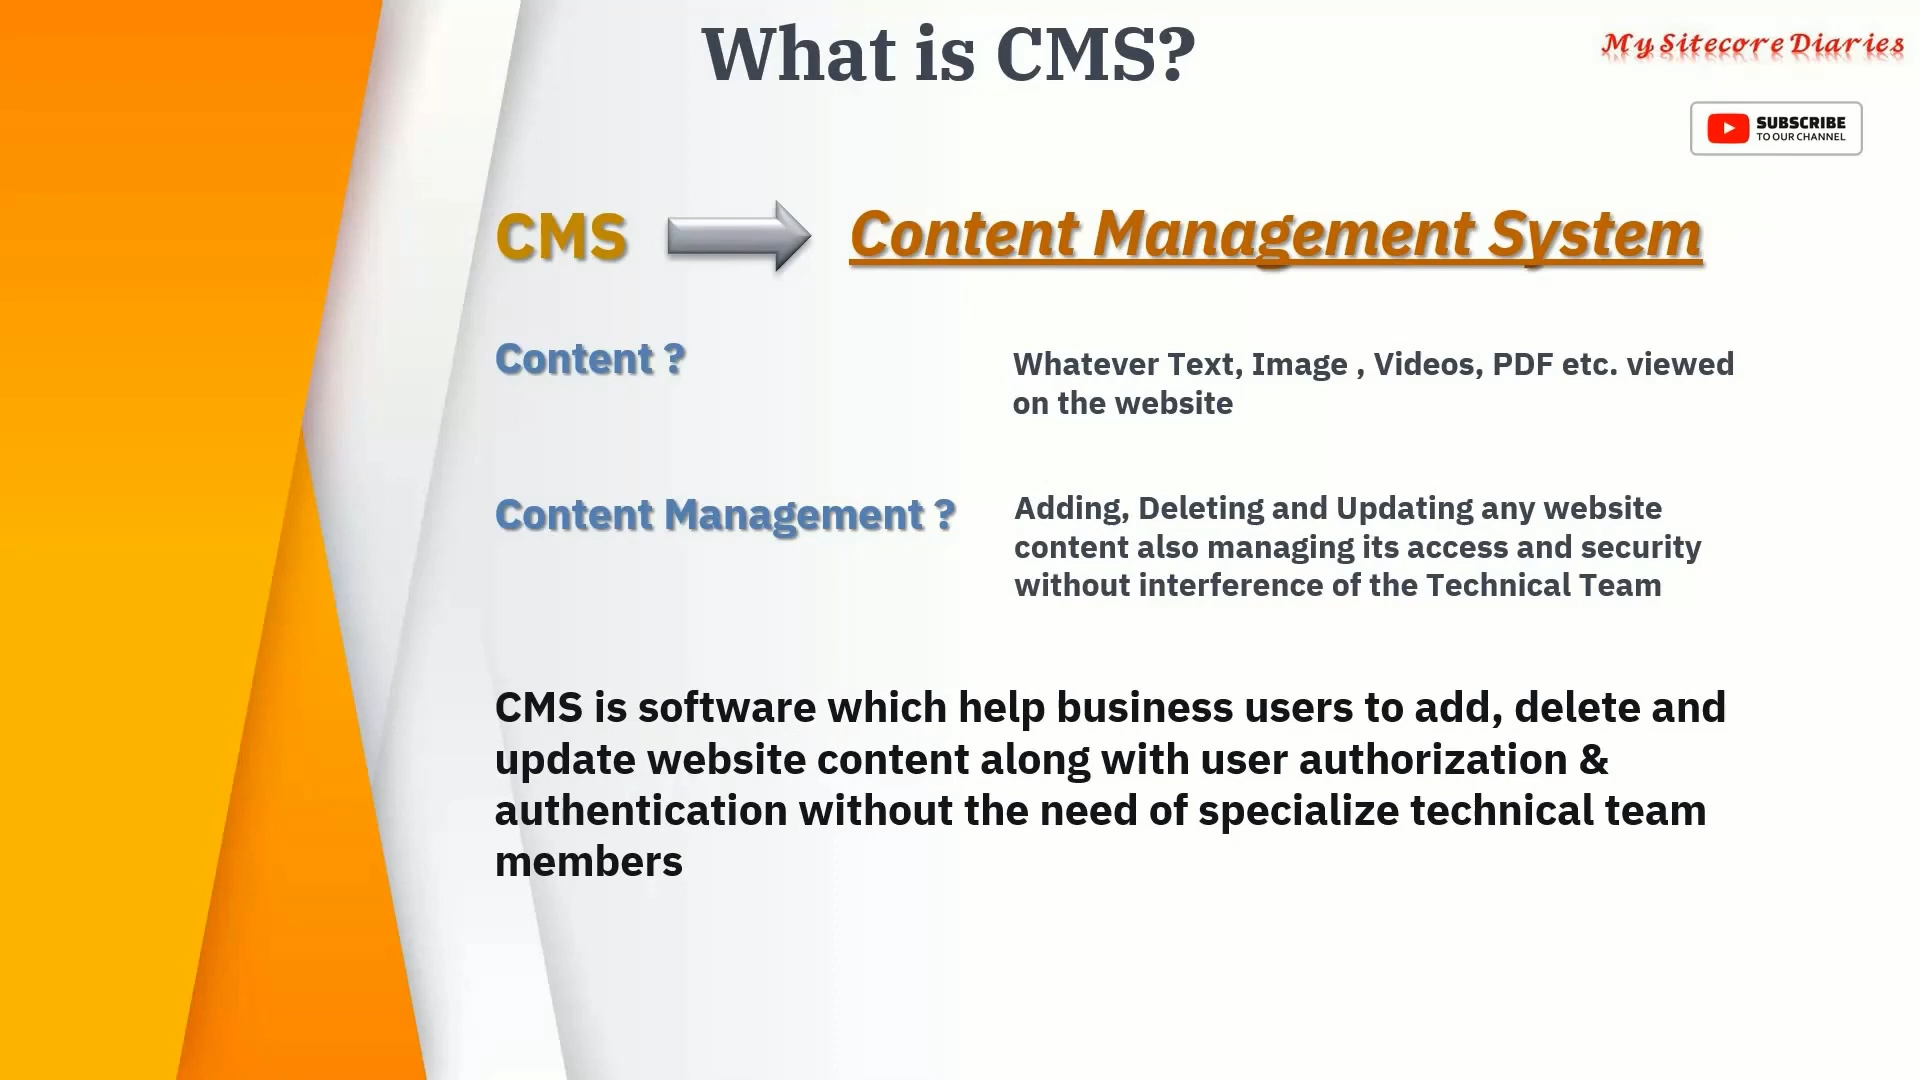 What is CMS?
My Sitecore Diaries
SUBSCRIBE
TO OUR CHANNEL
CMS
Content Management System
Content ?
Whatever Text, Image , Videos, PDF etc. viewed
on the website
Content Management ?
Adding, Deleting and Updating any website
content also managing its access and security
without interference of the Technical Team
CMS is software which help business users to add, delete and
update website content along with user authorization &
authentication without the need of specialize technical team
members